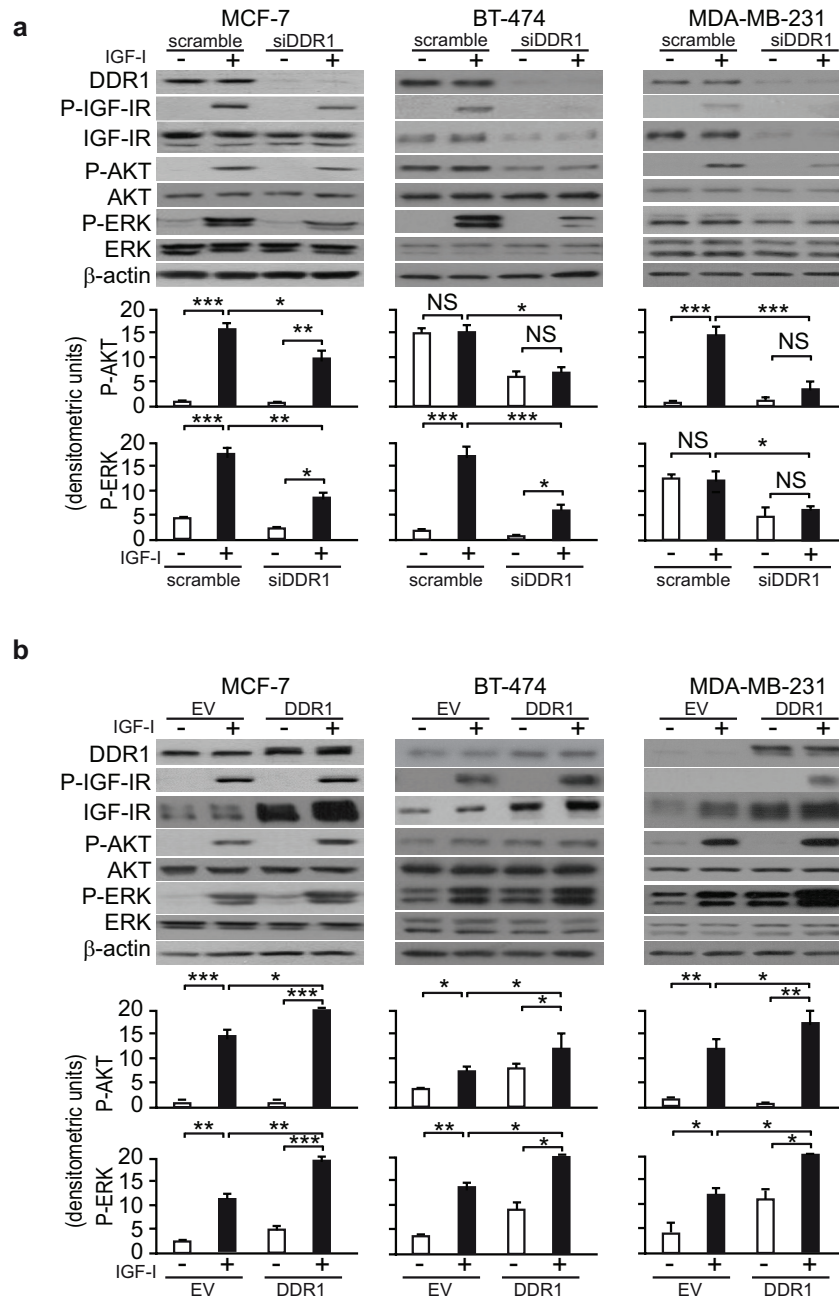 a
MCF-7 BT-474 MDA-MB-231
scramble siDDR1 scramble siDDR1 scramble siDDR1
IGF-I - + - + - + - + - + - +
DDR1
P-IGF-IR
IGF-IR
P-AKT
AKT
P-ERK
ERK
β-actin
*** * NS * *** ***
** NS NS
20
15
10
5
0
P-AKT
(densitometric units)
*** ** *** *** NS *
* * NS
20
15
10
5
0
P-ERK
IGF-I - + - + - + - + - + - +
scramble siDDR1 scramble siDDR1 scramble siDDR1
b
MCF-7 BT-474 MDA-MB-231
EV DDR1 EV DDR1 EV DDR1
IGF-I - + - + - + - + - + - +
DDR1
P-IGF-IR
IGF-IR
P-AKT
AKT
P-ERK
ERK
β-actin
*** * * * ** *
*** * **
20
15
10
5
0
P-AKT
(densitometric units)
** ** ** * * *
*** * *
20
15
10
5
0
P-ERK
IGF-I - + - + - + - + - + - +
EV DDR1 EV DDR1 EV DDR1